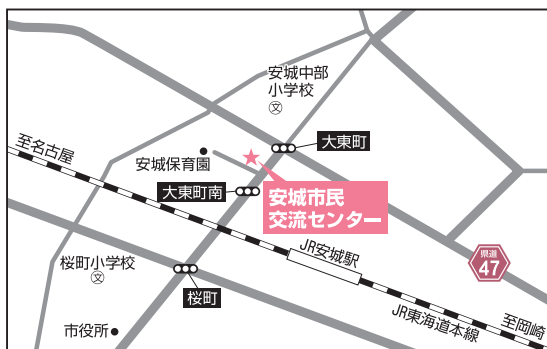 安城中部
小学校
文
大東町
至名古屋
安城保育園
大東町南
安城市民
交流センター
JR安城駅
県道
47
桜町小学校
文
桜町
至岡崎
JR東海道本線
市役所